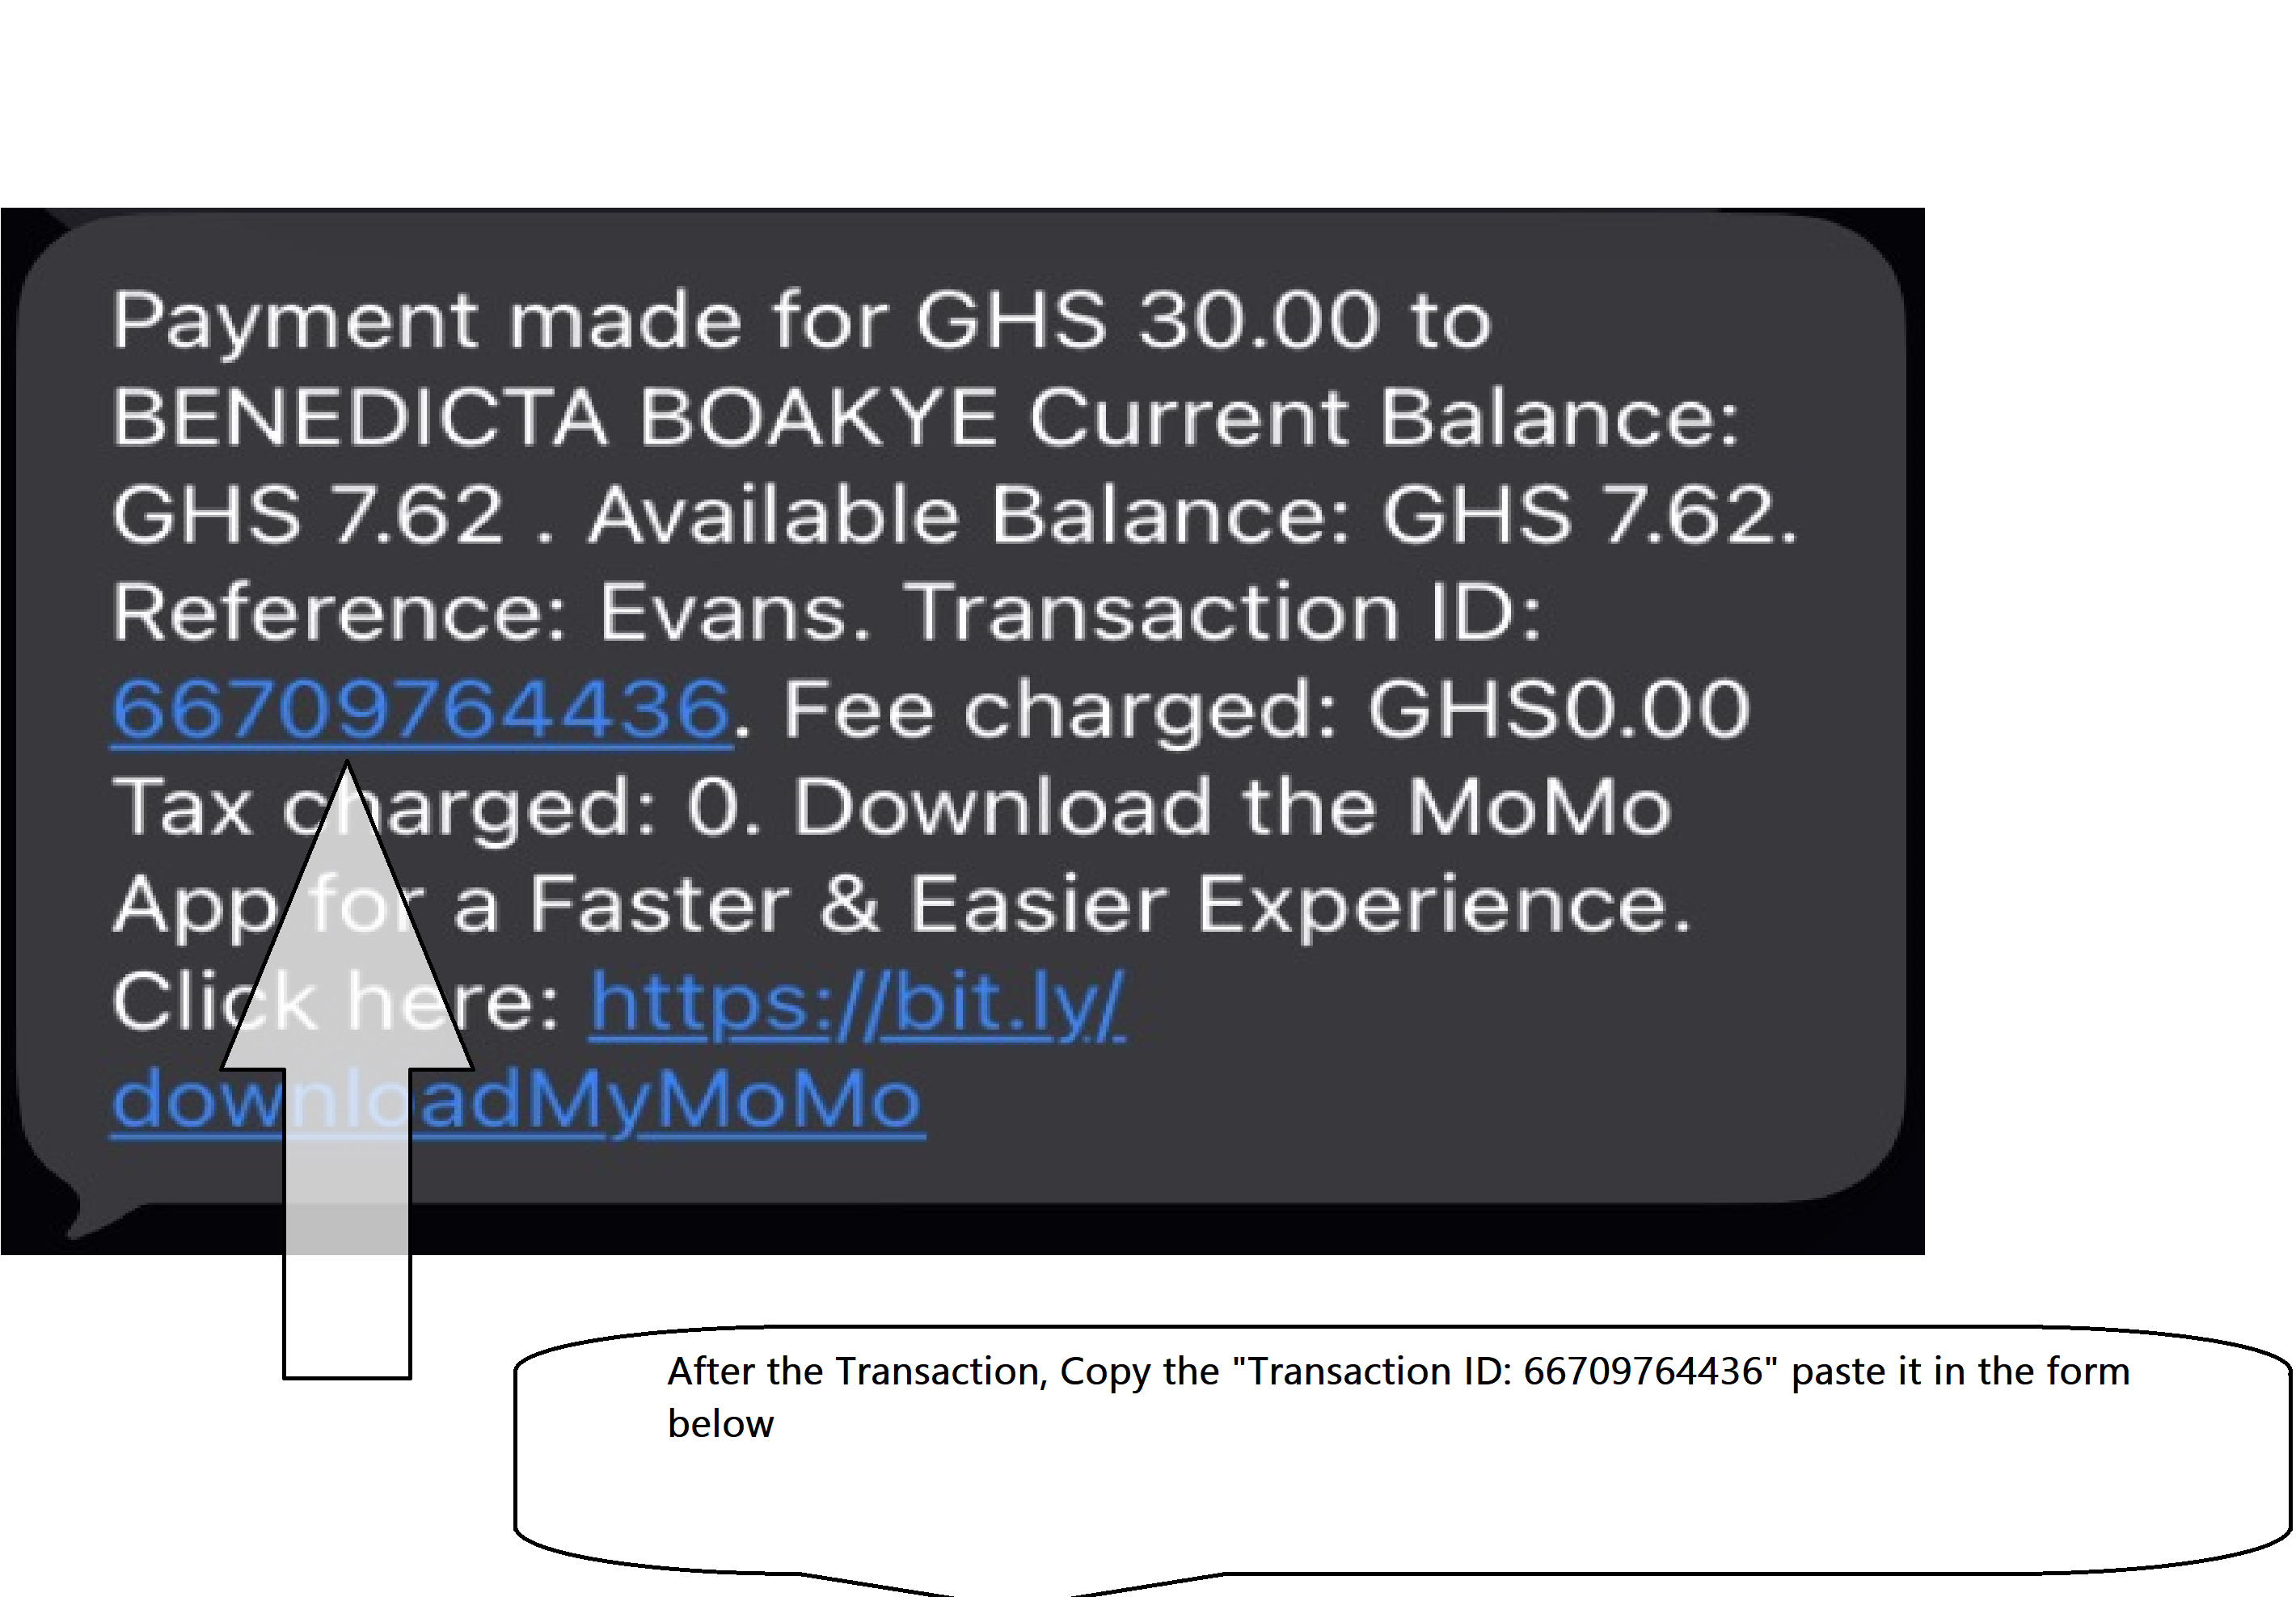 Payment made for GHS 30.00 to
BENEDICTA BOAKYE Current Balance:
GHS 7.62 . Available Balance: GHS 7.62.
Reference: Evans. Transaction ID:
66709764436. Fee charged: GHS0.00
Tax charged: 0. Download the MoMo
App for a Faster & Easier Experience.
Click here: https://bit.ly/
downloadMyMoMo
After the Transaction, Copy the "Transaction ID: 66709764436" paste it in the form
below